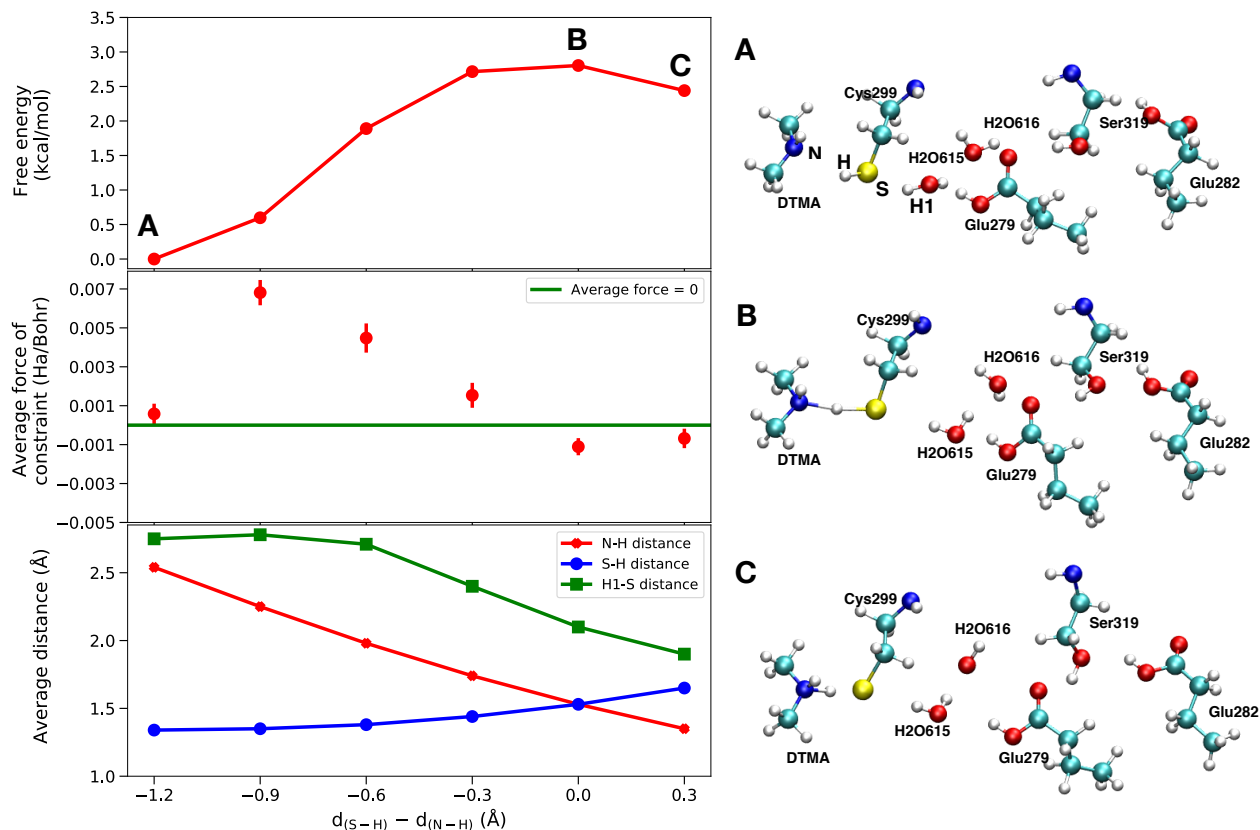 Free energy
(kcal/mol)
3.5
3.0
2.5
2.0
1.5
1.0
0.5
0.0
A
B
C
Average force of
constraint (Ha/Bohr)
0.007
0.005
0.003
0.001
−0.001
−0.003
−0.005
Average force = 0
Average distance (Å)
2.5
2.0
1.5
1.0
N-H distance
S-H distance
H1-S distance
−1.2 −0.9 −0.6 −0.3 0.0 0.3
d(S−H) − d(N−H) (Å)
A
Cys299
H2O616
Ser319
N
H
H2O615
S
H1
DTMA
Glu279
Glu282
B
Cys299
H2O616
Ser319
DTMA
H2O615
Glu279
Glu282
C
Cys299
H2O616
Ser319
H2O615
DTMA
Glu279
Glu282